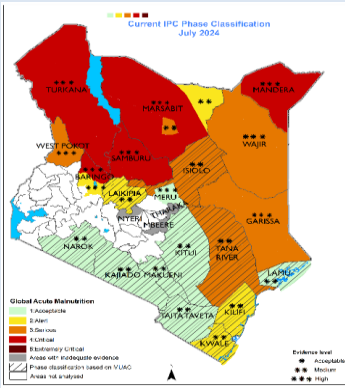 Current IPC Phase Classification
July 2024
TURKANA
MANDERA
MARSABIT
WEST POKOT
WAJIR
SAMBURU
ISIOLO
BARINGO
LAIKIPIA
MERU
THARAKA
NYERI
MBEERE
GARISSA
NAROK
KITUI
TANA
RIVER
LAMU
KAJIADO
MAKUENI
TAITA TAVETA
KILIFI
KWALE
Global Acute Malnutrition
1:Acceptable
2:Alert
3:Serious
4:Critical
5:Extremely Critical
Areas with inadequate evidence
Phase classification based on MUAC
Areas not analysed
Evidence level
* Acceptable
** Medium
*** High